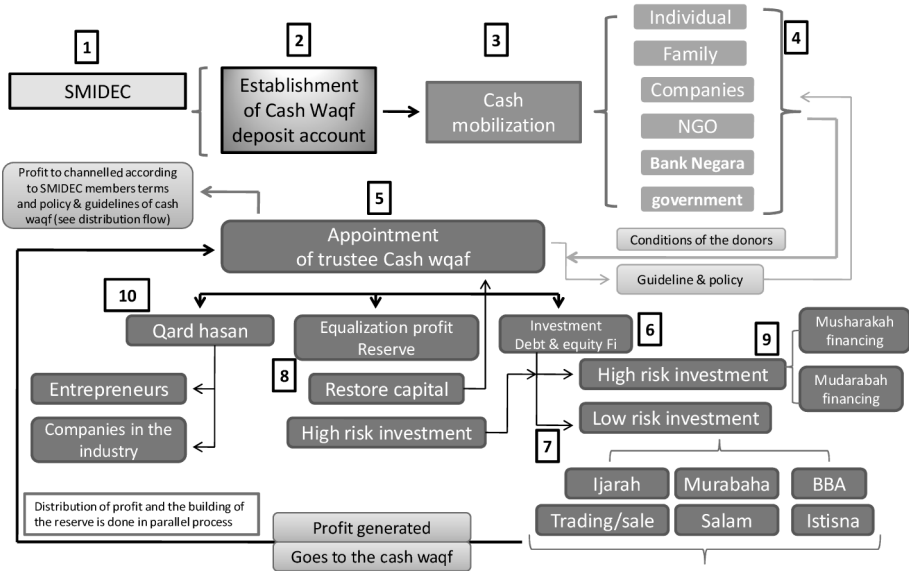 1
2
3
4
SMIDEC
Establishment
of Cash Waqf
deposit account
Cash
mobilization
Individual
Family
Companies
NGO
Bank Negara
government
Profit to channelled according
to SMIDEC members terms
and policy & guidelines of cash
waqf (see distribution flow)
5
Appointment
of trustee Cash wqaf
Conditions of the donors
Guideline & policy
10
Qard hasan
Equalization profit
Reserve
Investment
Debt & equity Fi
6
9
Musharakah
financing
Mudarabah
financing
8
Entrepreneurs
Restore capital
High risk investment
Companies in the
industry
High risk investment
Low risk investment
7
Ijarah
Murabaha
BBA
Trading/sale
Salam
Istisna
Distribution of profit and the building
of the reserve is done in parallel process
Profit generated
Goes to the cash waqf